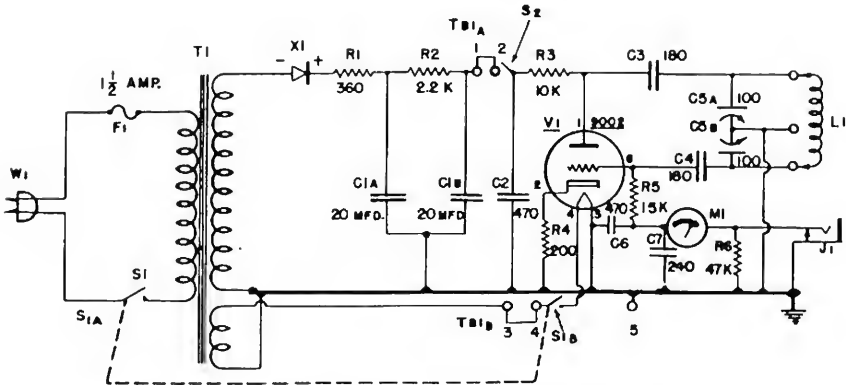 W1
1 1/2 AMP.
F1
S1
S1A
T1
X1
- +
R1
360
R2
2.2 K
TB1A
1 2
S2
C1A
20 MFD.
C1B
20 MFD.
C2
470
R3
10K
V1
1
9002
2
6
4 3
R4
200
470
C6
R5
15K
C3 180
C4
180
C5A 100
C5B
100
L1
M1
C7
240
R6
47K
J1
TB1B
3 4
S1B
5